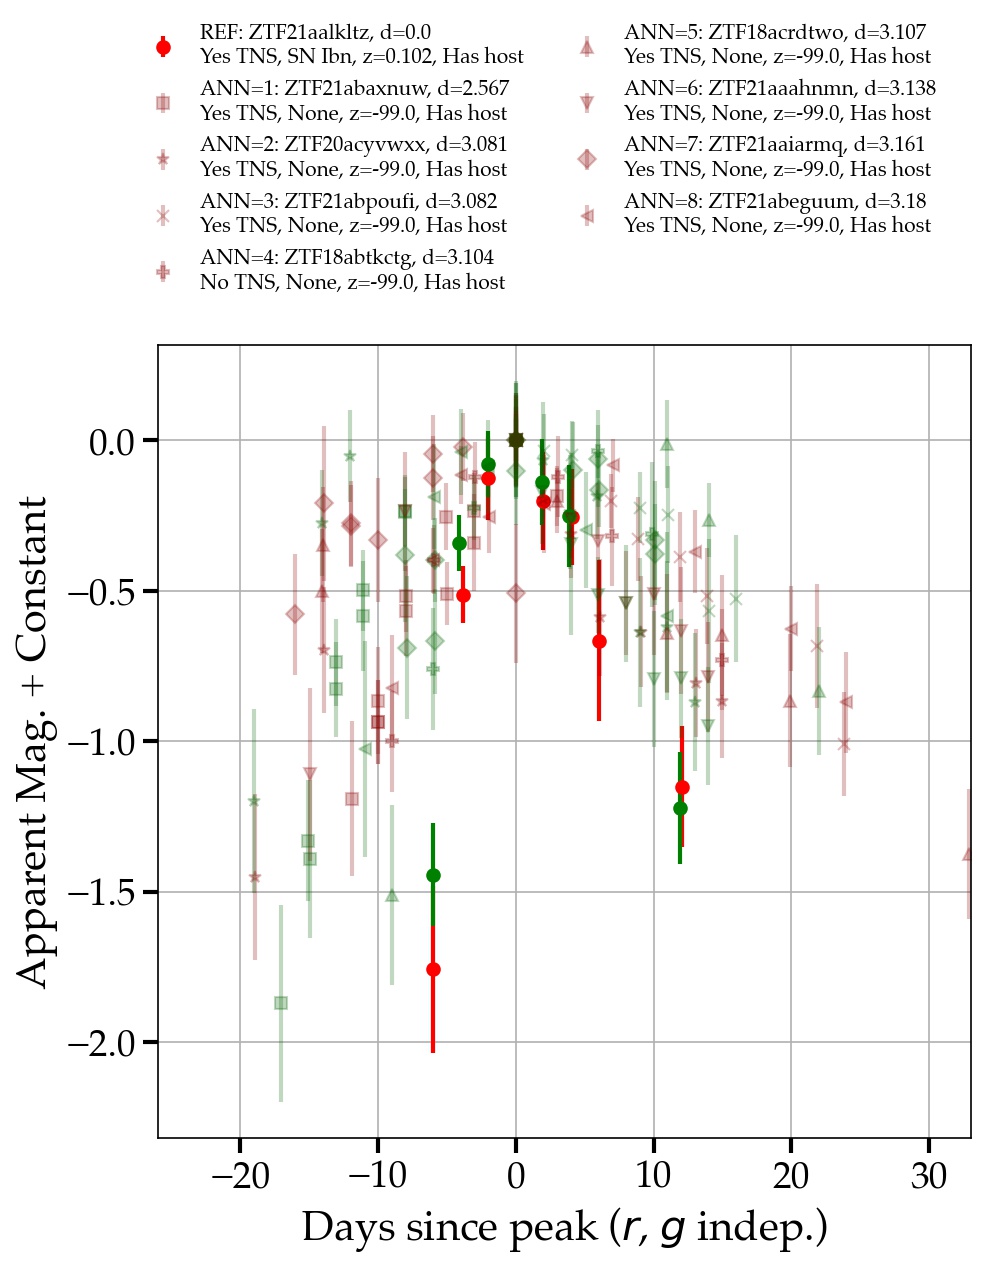 REF: ZTF21aalkltz, d=0.0
Yes TNS, SN Ibn, z=0.102, Has host
ANN=1: ZTF21abaxnuw, d=2.567
Yes TNS, None, z=-99.0, Has host
ANN=2: ZTF20acyvwxx, d=3.081
Yes TNS, None, z=-99.0, Has host
ANN=3: ZTF21abpoufi, d=3.082
Yes TNS, None, z=-99.0, Has host
ANN=4: ZTF18abtkctg, d=3.104
No TNS, None, z=-99.0, Has host
ANN=5: ZTF18acrdtwo, d=3.107
Yes TNS, None, z=-99.0, Has host
ANN=6: ZTF21aaahnmn, d=3.138
Yes TNS, None, z=-99.0, Has host
ANN=7: ZTF21aaiarmq, d=3.161
Yes TNS, None, z=-99.0, Has host
ANN=8: ZTF21abeguum, d=3.18
Yes TNS, None, z=-99.0, Has host
Apparent Mag. + Constant
0.0
−0.5
−1.0
−1.5
−2.0
−20 −10 0 10 20 30
Days since peak (r, g indep.)